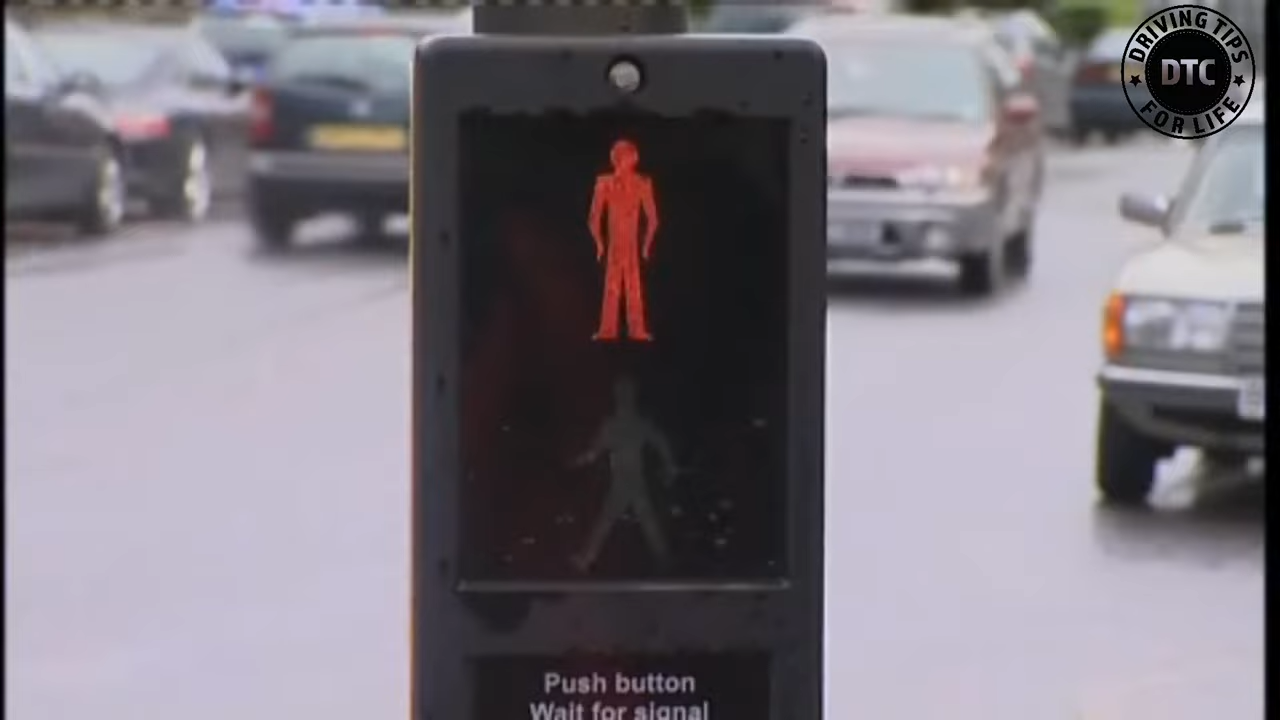 DRIVING TIPS
DTC
FOR LIFE
Push button
Wait for signal